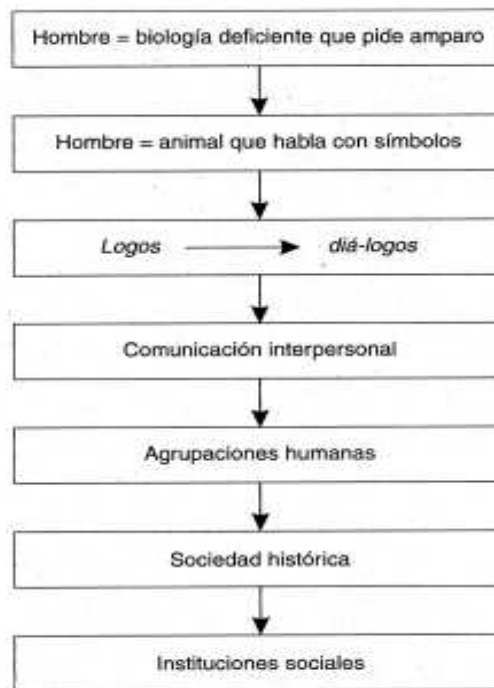 Hombre = biología deficiente que pide amparo
Hombre = animal que habla con símbolos
Logos → diá-logos
Comunicación interpersonal
Agrupaciones humanas
Sociedad histórica
Instituciones sociales